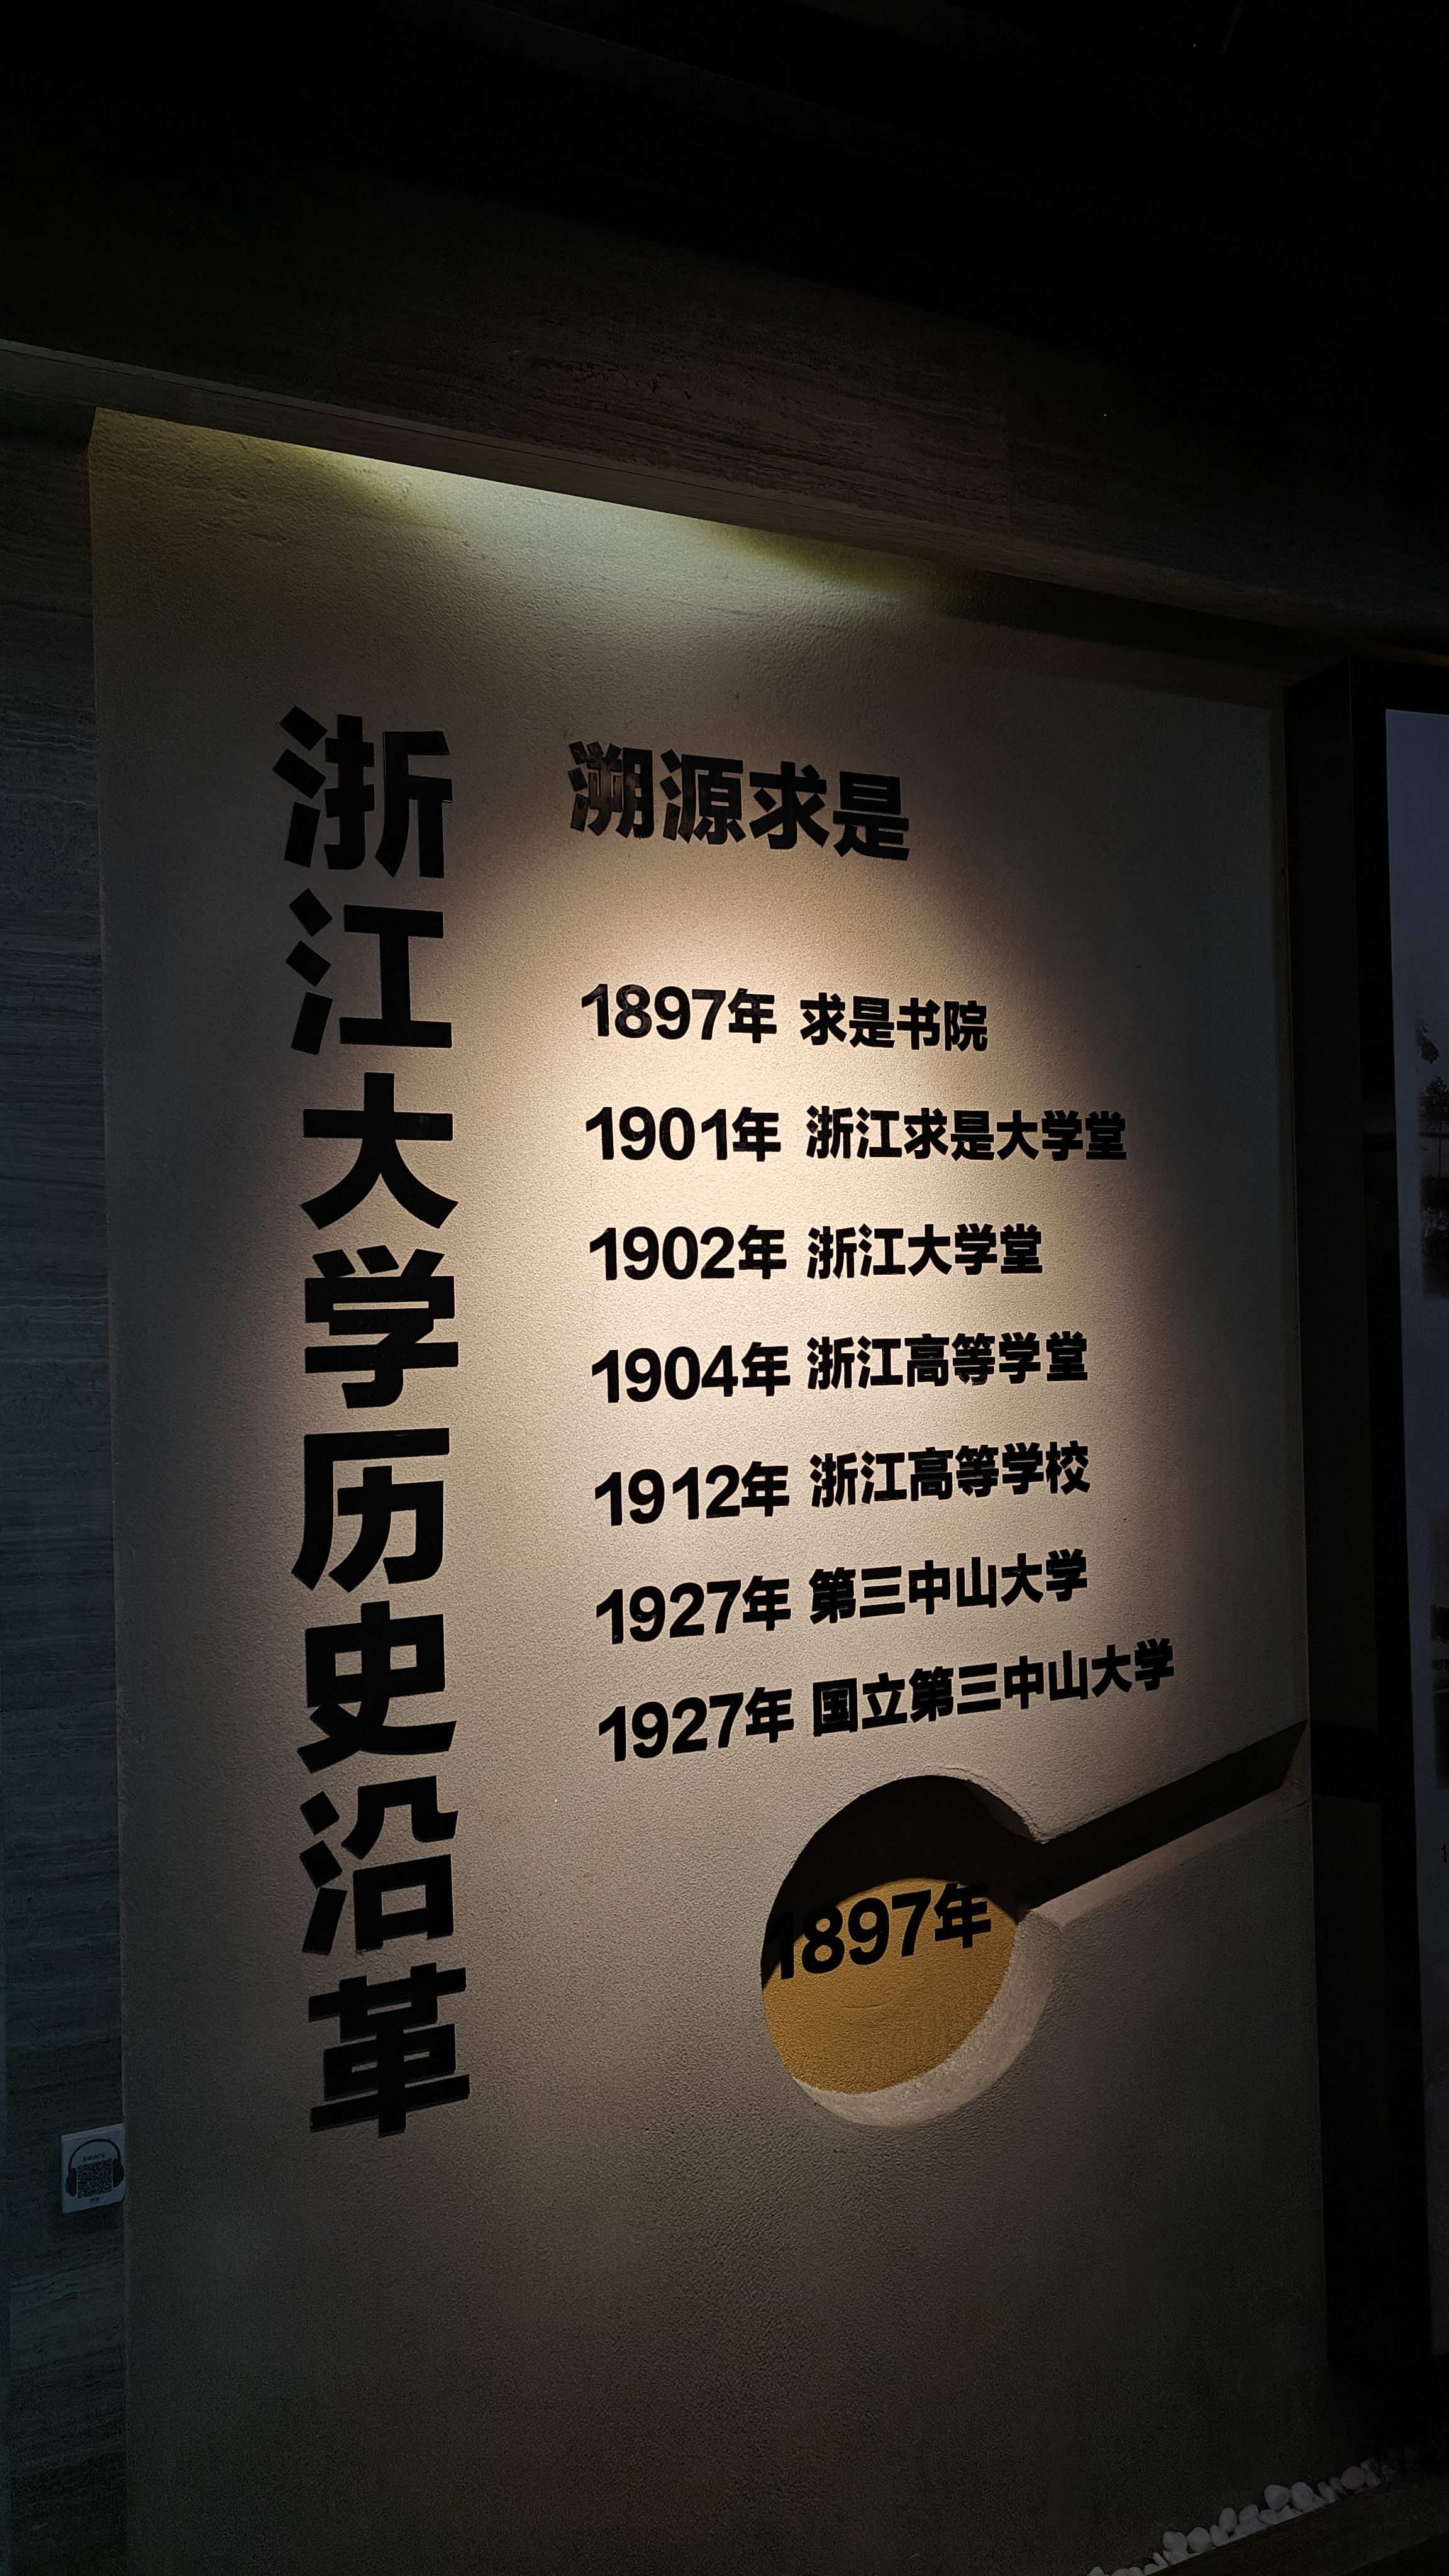 浙江大学历史沿革
溯源求是
1897年 求是书院
1901年 浙江求是大学堂
1902年 浙江大学堂
1904年 浙江高等学堂
1912年 浙江高等学校
1927年 第三中山大学
1927年 国立第三中山大学
1897年